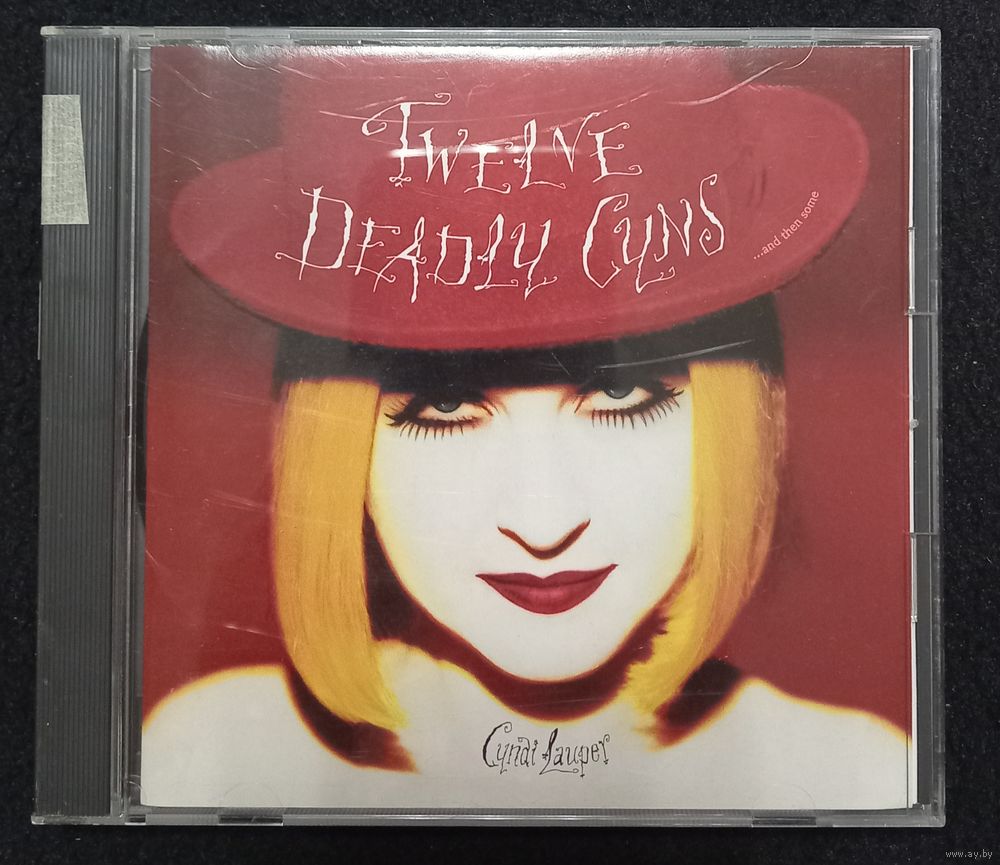 TWELVE
DEADLY CYNS
...and then some
Cyndi Lauper
www.ay.by